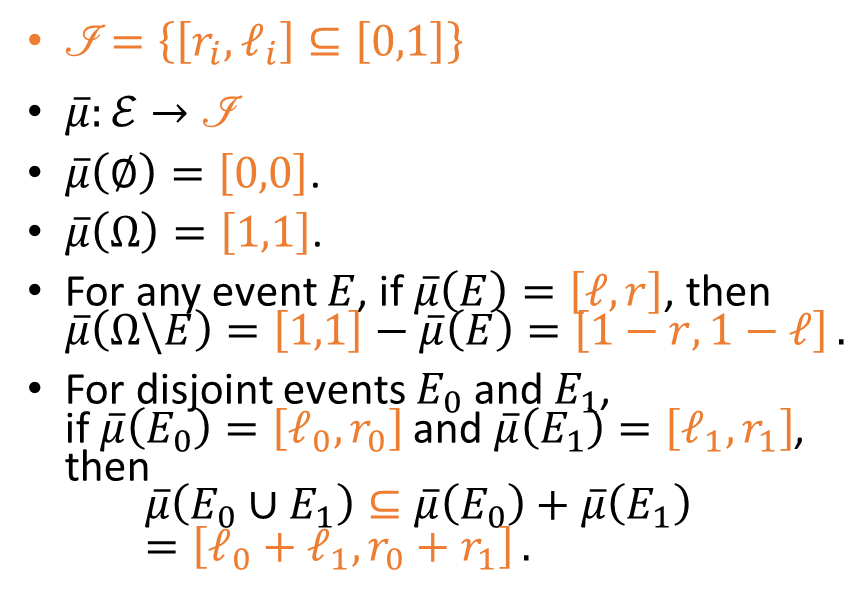 • ℐ = {[rᵢ, ℓᵢ] ⊆ [0,1]}
• μ̄: ℰ → ℐ
• μ̄(∅) = [0,0].
• μ̄(Ω) = [1,1].
• For any event E, if μ̄(E) = [ℓ, r], then
μ̄(Ω\E) = [1,1] − μ̄(E) = [1 − r, 1 − ℓ] .
• For disjoint events E₀ and E₁,
if μ̄(E₀) = [ℓ₀, r₀] and μ̄(E₁) = [ℓ₁, r₁],
then
μ̄(E₀ ∪ E₁) ⊆ μ̄(E₀) + μ̄(E₁)
= [ℓ₀ + ℓ₁, r₀ + r₁] .